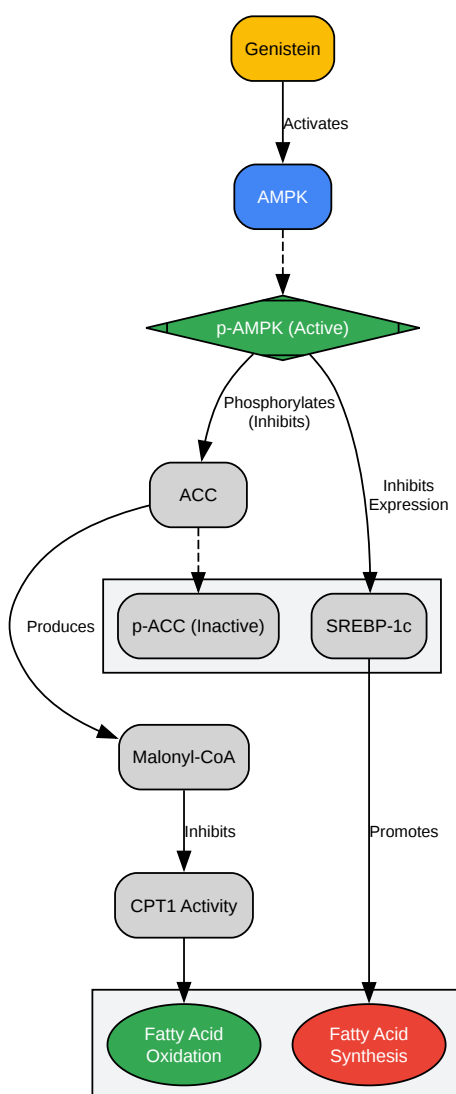 Genistein
Activates
AMPK
p-AMPK (Active)
Phosphorylates
(Inhibits)
ACC
Inhibits
Expression
p-ACC (Inactive)
SREBP-1c
Produces
Malonyl-CoA
Inhibits
Promotes
CPT1 Activity
Fatty Acid
Oxidation
Fatty Acid
Synthesis